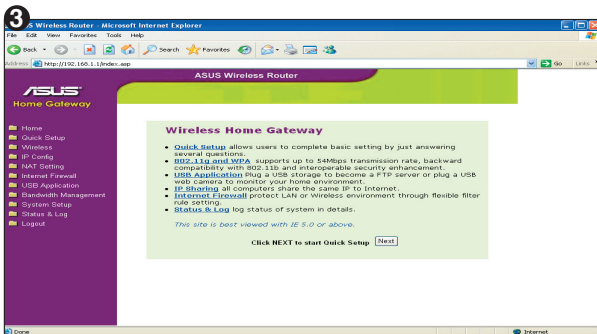 3
S Wireless Router - Microsoft Internet Explorer
File Edit View Favorites Tools Help
Back Search Favorites
Address http://192.168.1.1/index.asp Go Links
ASUS Wireless Router
ASUS
Home Gateway
Home
Quick Setup
Wireless
IP Config
NAT Setting
Internet Firewall
USB Application
Bandwidth Management
System Setup
Status & Log
Logout
Wireless Home Gateway
Quick Setup allows users to complete basic setting by just answering
several questions.
802.11g and WPA supports up to 54Mbps transmission rate, backward
compatibility with 802.11b and interoperable security enhancement.
USB Application Plug a USB storage to become a FTP server or plug a USB
web camera to monitor your home environment.
IP Sharing all computers share the same IP to Internet.
Internet Firewall protect LAN or Wireless environment through flexible filter
rule setting.
Status & Log log status of system in details.
This site is best viewed with IE 5.0 or above.
Click NEXT to start Quick Setup Next
Done Internet